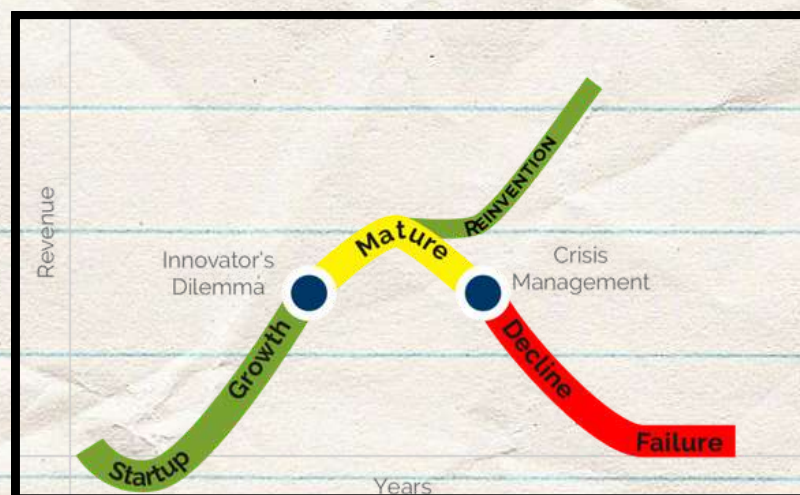 Revenue
Innovator's
Dilemma
Startup
Growth
Mature
REINVENTION
Crisis
Management
Decline
Failure
Years